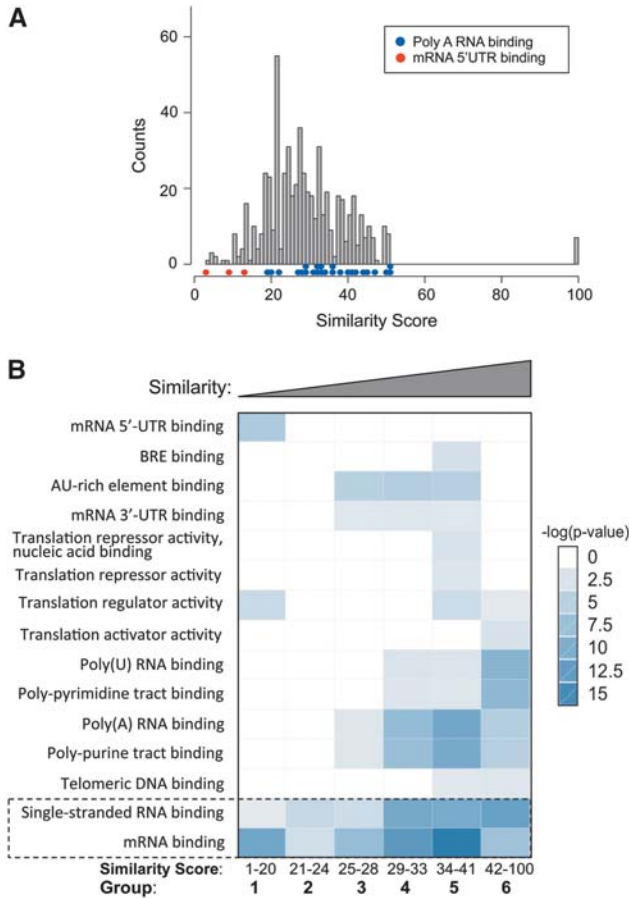 A
Poly A RNA binding
mRNA 5'UTR binding
60
40
20
0
Counts
0 20 40 60 80 100
Similarity Score
B
Similarity:
mRNA 5’-UTR binding
BRE binding
AU-rich element binding
mRNA 3’-UTR binding
Translation repressor activity,
nucleic acid binding
Translation repressor activity
Translation regulator activity
Translation activator activity
Poly(U) RNA binding
Poly-pyrimidine tract binding
Poly(A) RNA binding
Poly-purine tract binding
Telomeric DNA binding
Single-stranded RNA binding
mRNA binding
-log(p-value)
0
2.5
5
7.5
10
12.5
15
Similarity Score: 1-20 21-24 25-28 29-33 34-41 42-100
Group: 1 2 3 4 5 6